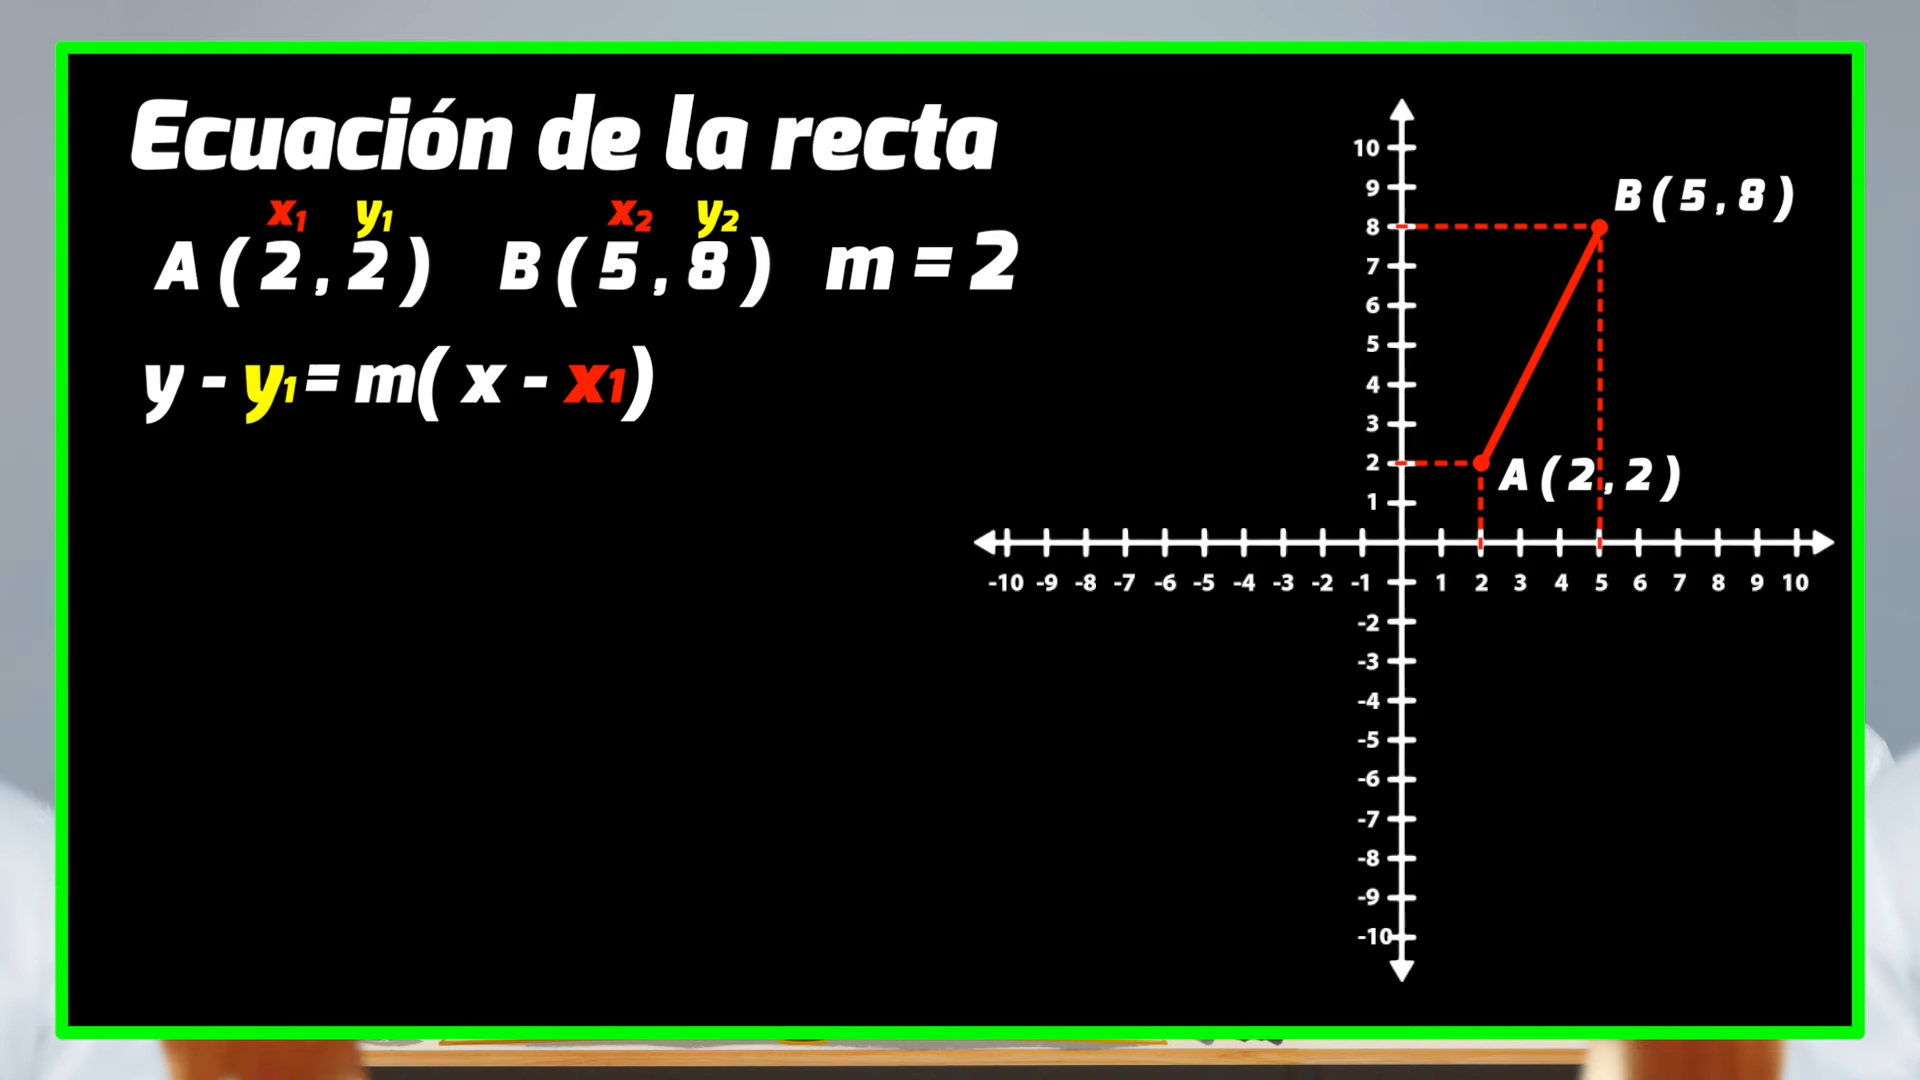 Ecuación de la recta
x1 y1 x2 y2
A ( 2 , 2 ) B ( 5 , 8 ) m = 2
y - y1 = m( x - x1)
10
9
B ( 5 , 8 )
8
7
6
5
4
3
2
A ( 2 , 2 )
1
-10 -9 -8 -7 -6 -5 -4 -3 -2 -1 1 2 3 4 5 6 7 8 9 10
-2
-3
-4
-5
-6
-7
-8
-9
-10